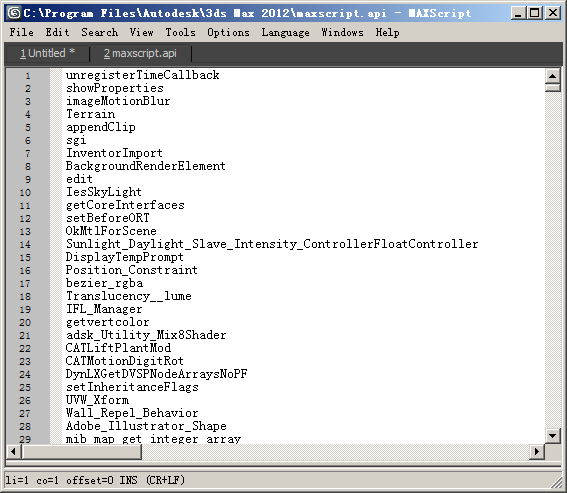 C:\Program Files\Autodesk\3ds Max 2012\maxscript.api - MAXScript
File Edit Search View Tools Options Language Windows Help
1 Untitled * 2 maxscript.api
1 unregisterTimeCallback
2 showProperties
3 imageMotionBlur
4 Terrain
5 appendClip
6 sgi
7 InventorImport
8 BackgroundRenderElement
9 edit
10 IesSkyLight
11 getCoreInterfaces
12 setBeforeORT
13 OkMtlForScene
14 Sunlight_Daylight_Slave_Intensity_ControllerFloatController
15 DisplayTempPrompt
16 Position_Constraint
17 bezier_rgba
18 Translucency__lume
19 IFL_Manager
20 getvertcolor
21 adsk_Utility_Mix8Shader
22 CATLiftPlantMod
23 CATMotionDigitRot
24 DynLXGetDVSPNodeArraysNoPF
25 setInheritanceFlags
26 UVW_Xform
27 Wall_Repel_Behavior
28 Adobe_Illustrator_Shape
29 mib_map_get_integer_array
li=1 co=1 offset=0 INS (CR+LF)